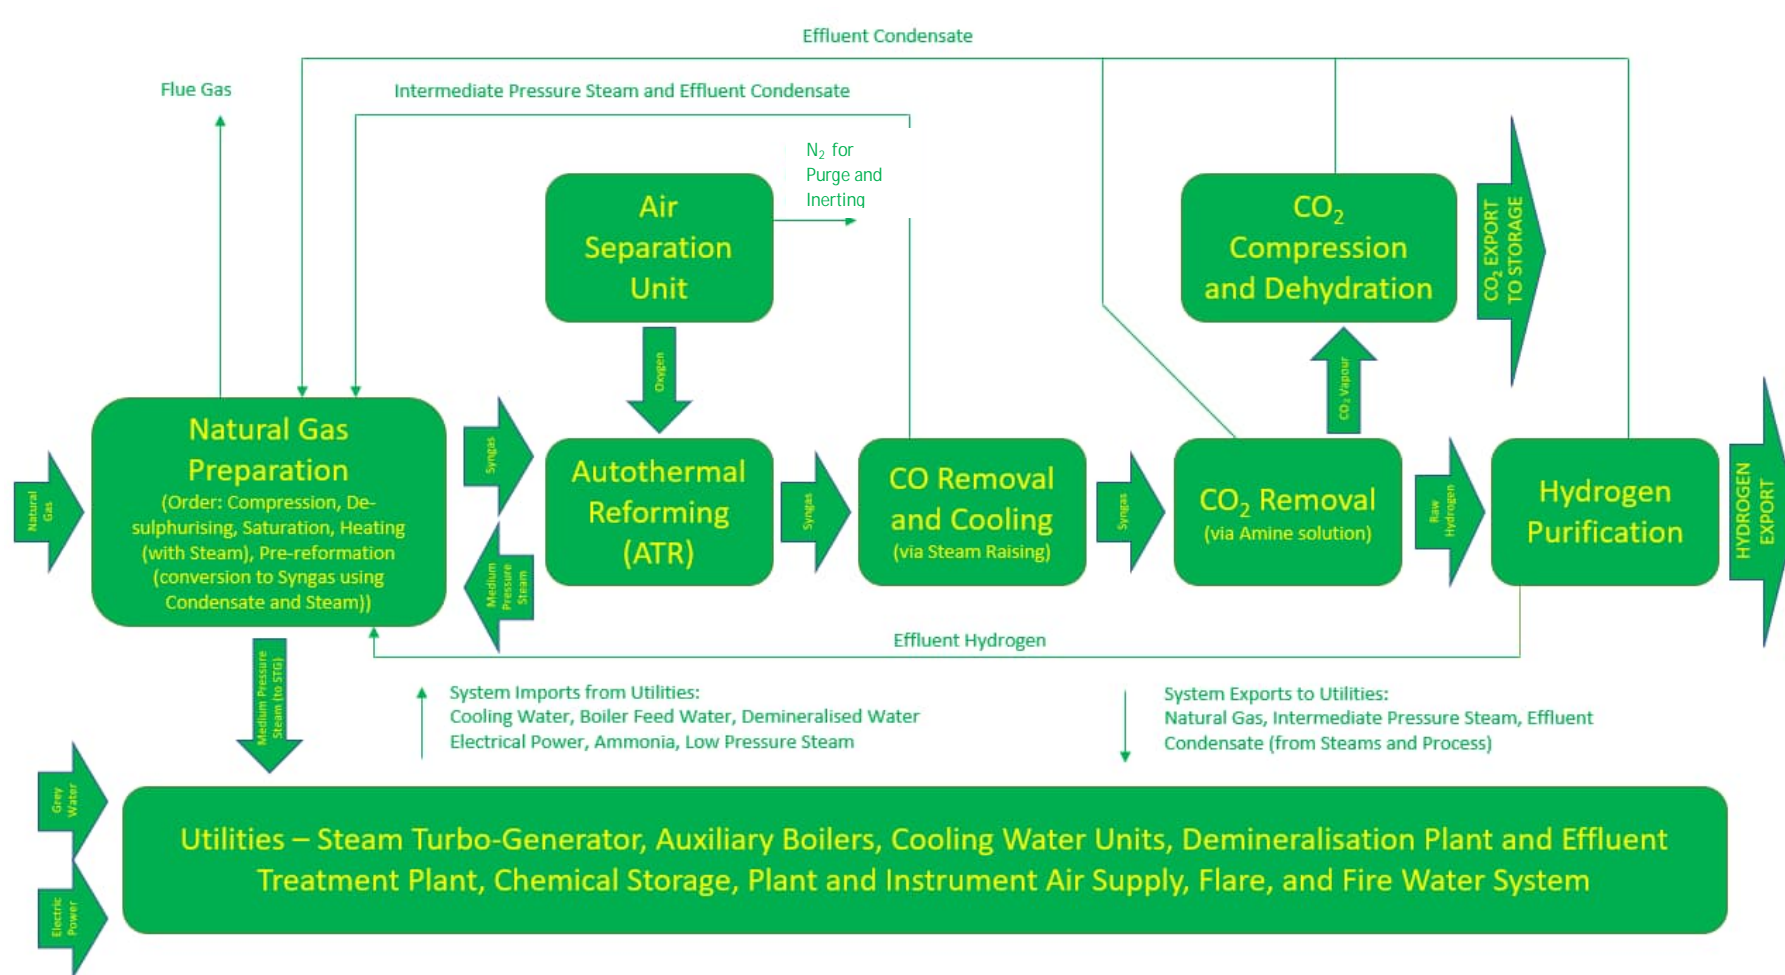 Effluent Condensate
Flue Gas
Intermediate Pressure Steam and Effluent Condensate
N₂ for
Purge and
Inerting
Air
Separation
Unit
CO₂
Compression
and Dehydration
CO₂ EXPORT
TO STORAGE
Oxygen
CO₂ Vapour
Natural
Gas
Natural Gas
Preparation
(Order: Compression, De-
sulphurising, Saturation, Heating
(with Steam), Pre-reformation
(conversion to Syngas using
Condensate and Steam))
Syngas
Medium
Pressure
Steam
Autothermal
Reforming
(ATR)
Syngas
CO Removal
and Cooling
(via Steam Raising)
Syngas
CO₂ Removal
(via Amine solution)
Raw
Hydrogen
Hydrogen
Purification
HYDROGEN
EXPORT
Effluent Hydrogen
Medium Pressure
Steam (to STG)
System Imports from Utilities:
Cooling Water, Boiler Feed Water, Demineralised Water
Electrical Power, Ammonia, Low Pressure Steam
System Exports to Utilities:
Natural Gas, Intermediate Pressure Steam, Effluent
Condensate (from Steams and Process)
Grey
Water
Electric
Power
Utilities – Steam Turbo-Generator, Auxiliary Boilers, Cooling Water Units, Demineralisation Plant and Effluent
Treatment Plant, Chemical Storage, Plant and Instrument Air Supply, Flare, and Fire Water System